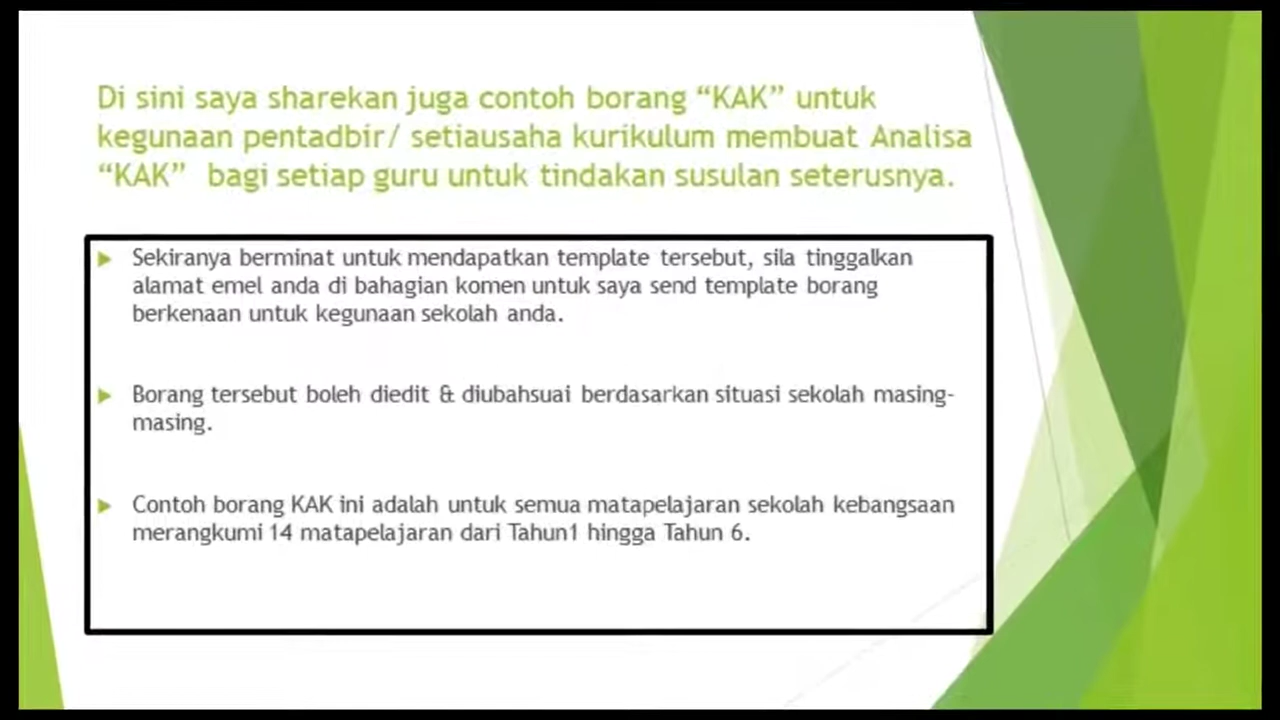 Di sini saya sharekan juga contoh borang “KAK” untuk
kegunaan pentadbir/ setiausaha kurikulum membuat Analisa
“KAK”  bagi setiap guru untuk tindakan susulan seterusnya.
Sekiranya berminat untuk mendapatkan template tersebut, sila tinggalkan
alamat emel anda di bahagian komen untuk saya send template borang
berkenaan untuk kegunaan sekolah anda.
Borang tersebut boleh diedit & diubahsuai berdasarkan situasi sekolah masing-
masing.
Contoh borang KAK ini adalah untuk semua matapelajaran sekolah kebangsaan
merangkumi 14 matapelajaran dari Tahun1 hingga Tahun 6.